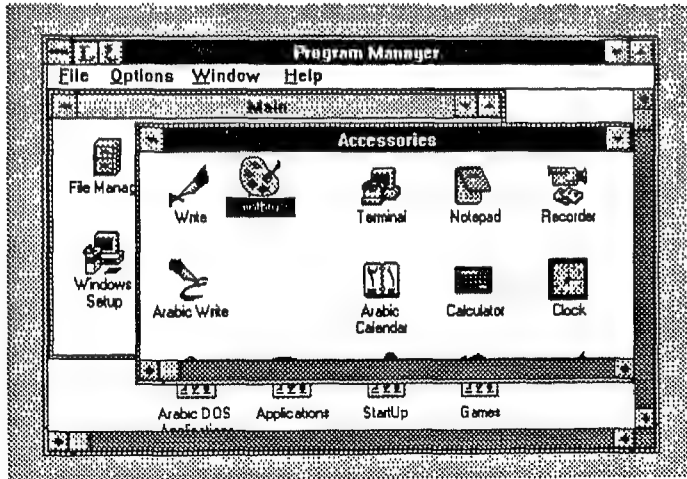 Program Manager
File Options Window Help
Main
Accessories
File Manag
Write
Terminal
Notepad
Recorder
Windows
Setup
Arabic Write
Arabic
Calendar
Calculator
Clock
Arabic DOS
Applications
Applications
StartUp
Games